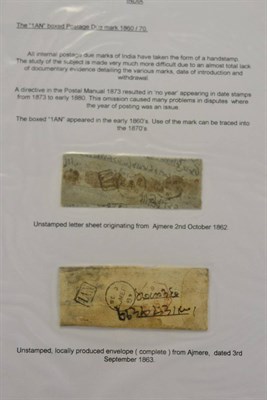 INDIA
The "1AN" boxed Postage Due mark 1860 / 70.
All internal postage due marks of India have taken the form of a handstamp.
The study of the subject is made very much more difficult due to an almost total lack
of documentary evidence detailing the various marks, date of introduction and
withdrawal.
A directive in the Postal Manual 1873 resulted in 'no year' appearing in date stamps
from 1873 to early 1880. This omission caused many problems in disputes where
the year of posting was an issue.
The boxed "1AN" appeared in the early 1860's. Use of the mark can be traced into
the 1870's
Unstamped letter sheet originating from Ajmere 2nd October 1862
Unstamped, locally produced envelope ( complete ) from Ajmere, dated 3rd
September 1863.